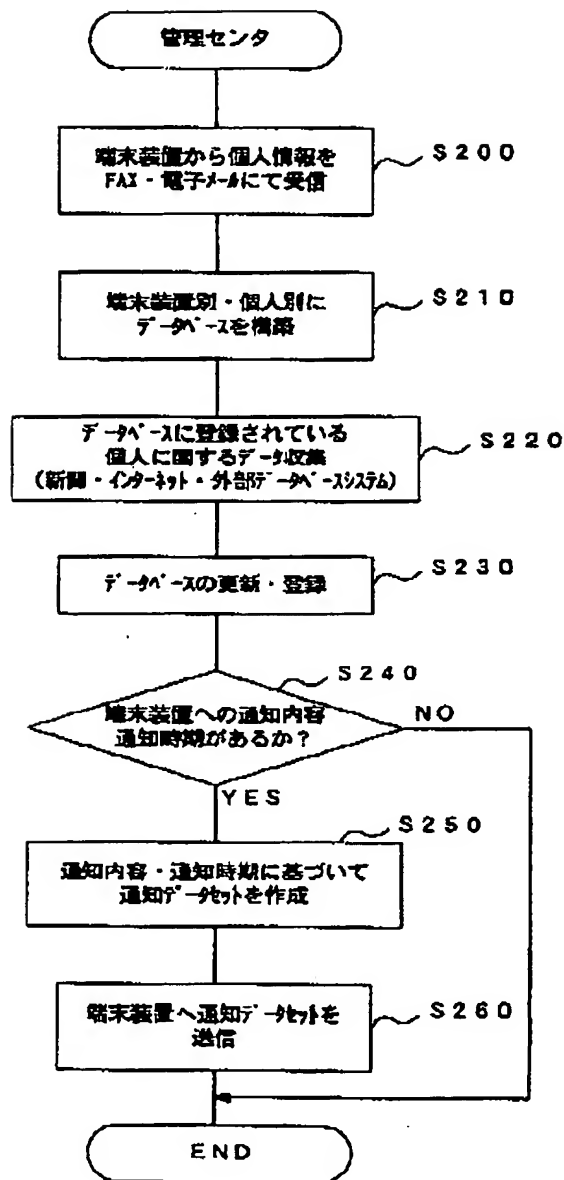 管理センタ
端末装置から個人情報を
FAX・電子メールにて受信
S200
端末装置別・個人別に
データベースを構築
S210
データベースに登録されている
個人に関するデータ収集
(新聞・インターネット・外部データベースシステム)
S220
データベースの更新・登録
S230
S240
端末装置への通知内容
通知時期があるか?
NO
YES
S250
通知内容・通知時期に基づいて
通知データセットを作成
端末装置へ通知データセットを
送信
S260
END